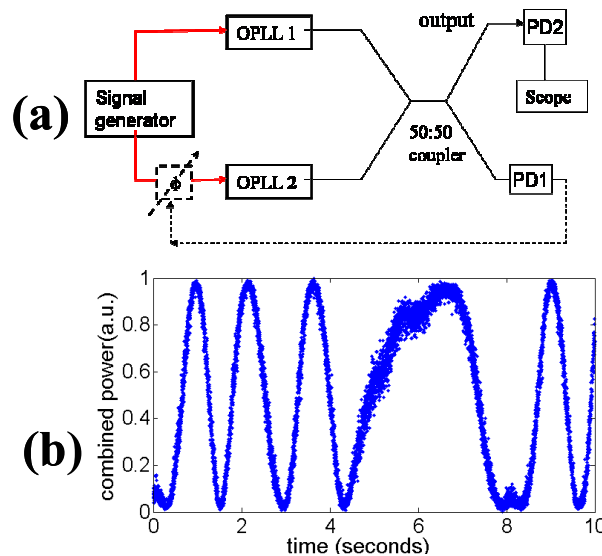 (a)
output
OPLL 1
PD2
Signal
generator
Scope
50:50
coupler
Φ
OPLL 2
PD1
(b)
combined power(a.u.)
1
0.8
0.6
0.4
0.2
0
0 2 4 6 8 10
time (seconds)